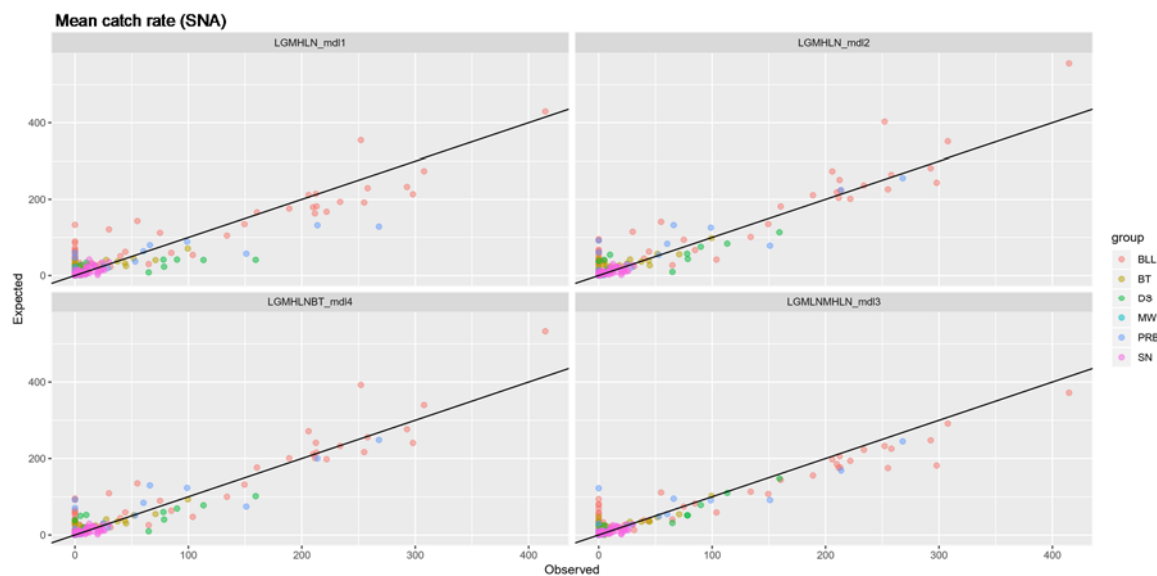 Mean catch rate (SNA)
LGMHLN_mdl1
LGMHLN_mdl2
400
200
0
LGMHLNBT_mdl4
LGMLNMHLN_mdl3
400
200
0
0 100 200 300 400
0 100 200 300 400
Expected
Observed
group
BLL
BT
DS
MW
PRB
SN